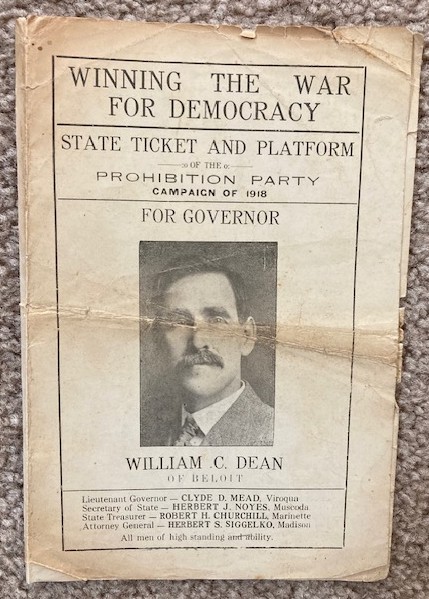 WINNING THE WAR
FOR DEMOCRACY
STATE TICKET AND PLATFORM
OF THE
PROHIBITION PARTY
CAMPAIGN OF 1918
FOR GOVERNOR
WILLIAM C. DEAN
OF BELOIT
Lieutenant Governor — CLYDE D. MEAD, Viroqua
Secretary of State — HERBERT J. NOYES, Muscoda
State Treasurer — ROBERT H. CHURCHILL, Marinette
Attorney General — HERBERT S. SIGGELKO, Madison
All men of high standing and ability.